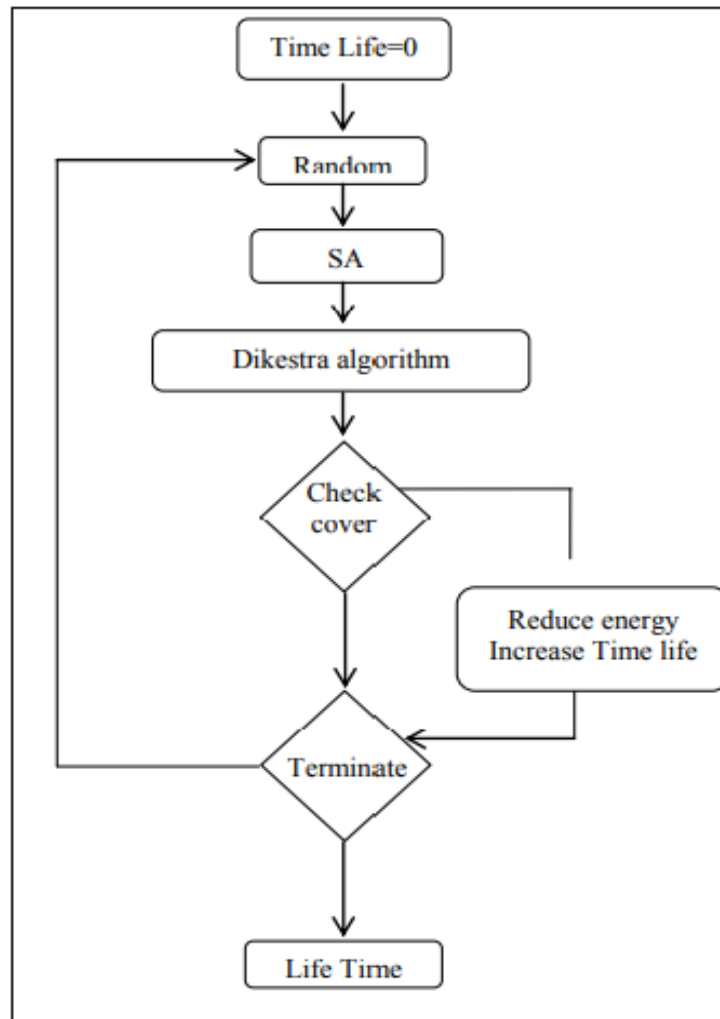 Time Life=0
Random
SA
Dikestra algorithm
Check
cover
Reduce energy
Increase Time life
Terminate
Life Time